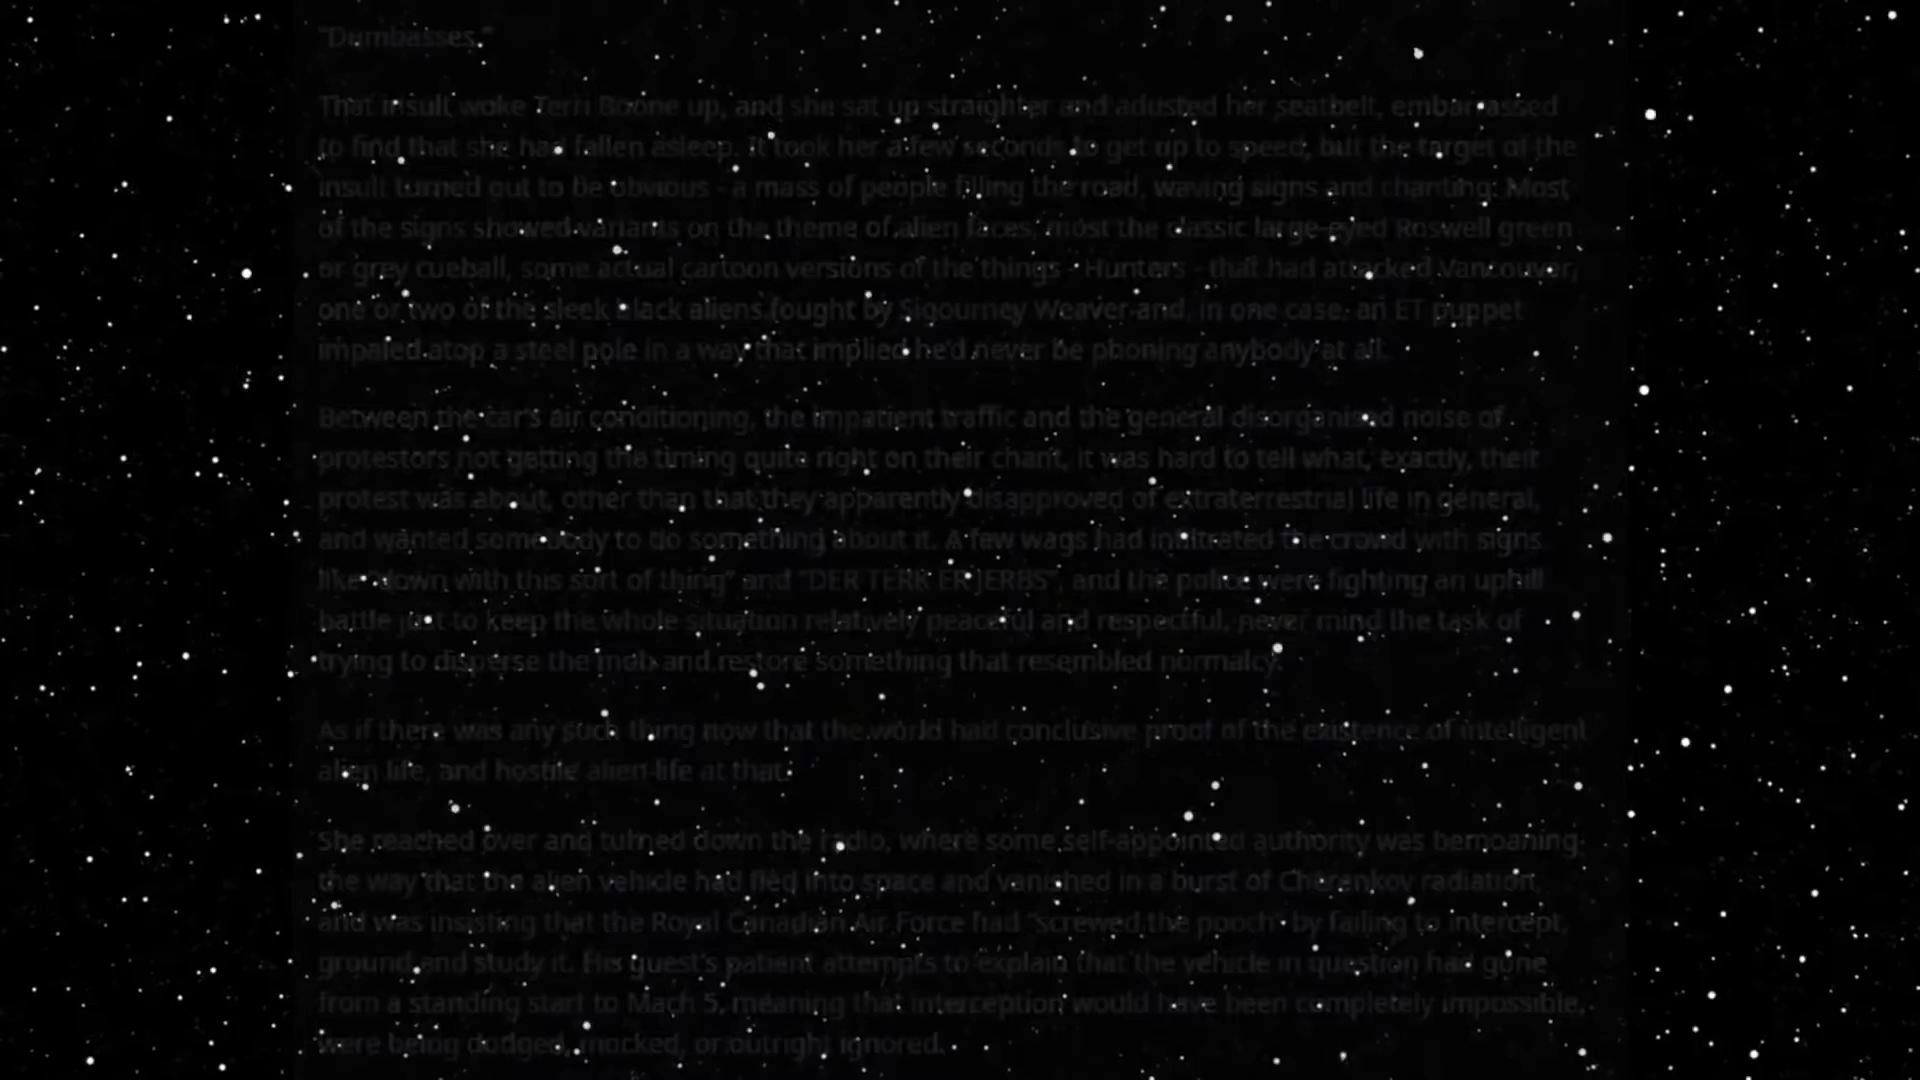 "Dumbasses."
That insult woke Terri Boone up, and she sat up straighter and adusted her seatbelt, embarrassed
to find that she had fallen asleep. It took her a few seconds to get up to speed, but the target of the
insult turned out to be obvious - a mass of people filling the road, waving signs and chanting. Most
of the signs showed variants on the theme of alien faces, most the classic large-eyed Roswell green
or grey cueball, some actual cartoon versions of the things - Hunters - that had attacked Vancouver,
one or two of the sleek black aliens fought by Sigourney Weaver and, in one case, an ET puppet
impaled atop a steel pole in a way that implied he'd never be phoning anybody at all.
Between the car's air conditioning, the impatient traffic and the general disorganised noise of
protestors not getting the timing quite right on their chant, it was hard to tell what, exactly, their
protest was about, other than that they apparently disapproved of extraterrestrial life in general,
and wanted somebody to do something about it. A few wags had infiltrated the crowd with signs
like "down with this sort of thing" and "DER TERK ER JERBS", and the police were fighting an uphill
battle just to keep the whole situation relatively peaceful and respectful, never mind the task of
trying to disperse the mob and restore something that resembled normalcy.
As if there was any such thing now that the world had conclusive proof of the existence of intelligent
alien life, and hostile alien life at that.
She reached over and turned down the radio, where some self-appointed authority was bemoaning
the way that the alien vehicle had fled into space and vanished in a burst of Cherenkov radiation,
and was insisting that the Royal Canadian Air Force had "screwed the pooch" by failing to intercept,
ground and study it. His guest's patient attempts to explain that the vehicle in question had gone
from a standing start to Mach 5, meaning that interception would have been completely impossible,
were being dodged, mocked, or outright ignored.